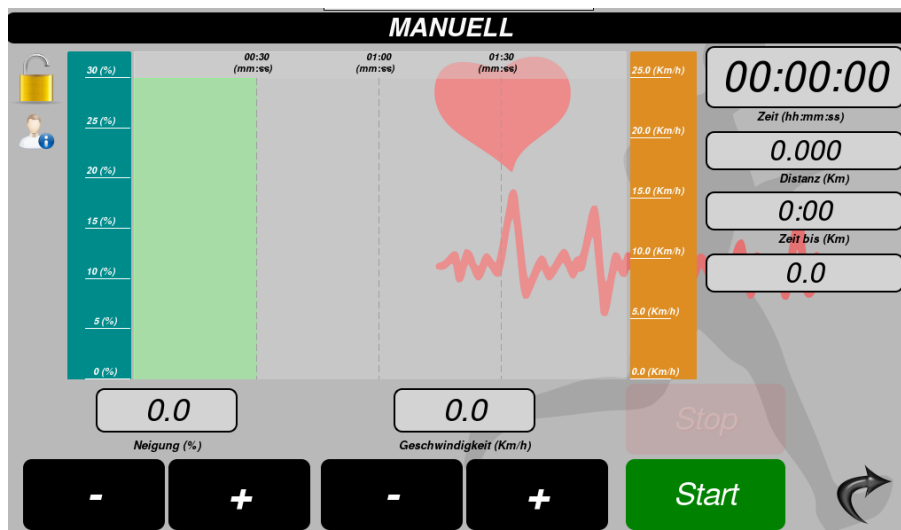 MANUELL
00:30 01:00 01:30
(mm:ss) (mm:ss) (mm:ss)
30 (%)
25 (%)
20 (%)
15 (%)
10 (%)
5 (%)
0 (%)
25.0 (Km/h)
20.0 (Km/h)
15.0 (Km/h)
10.0 (Km/h)
5.0 (Km/h)
0.0 (Km/h)
00:00:00
Zeit (hh:mm:ss)
0.000
Distanz (Km)
0:00
Zeit bis (Km)
0.0
0.0
Neigung (%)
0.0
Geschwindigkeit (Km/h)
Stop
- + - +
Start